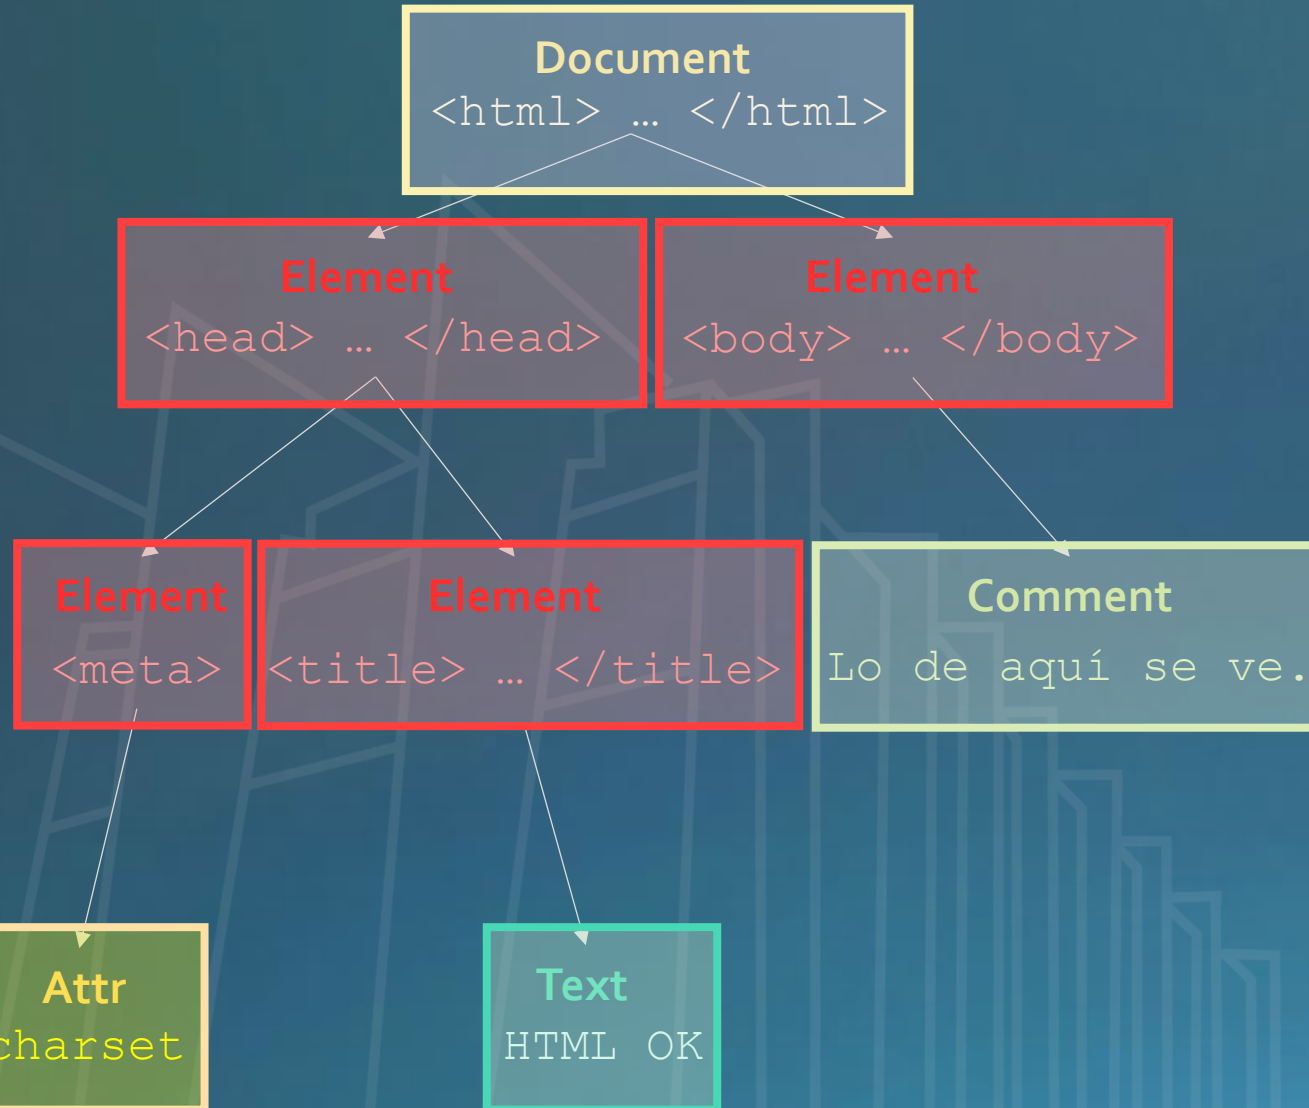 Document
<html> … </html>
Element
<head> … </head>
Element
<body> … </body>
Element
<meta>
Element
<title> … </title>
Comment
Lo de aquí se ve.
Attr
charset
Text
HTML OK